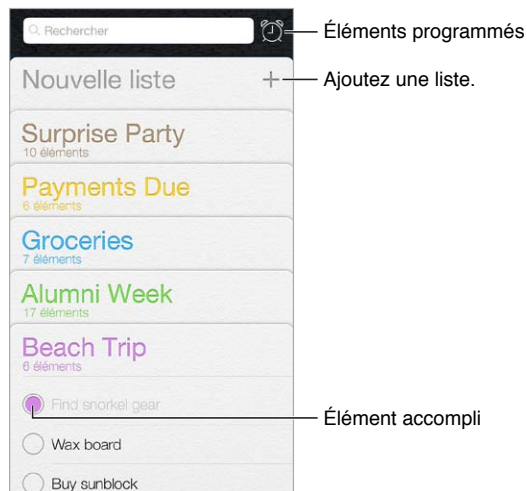 Rechercher
Éléments programmés
Nouvelle liste
Ajoutez une liste.
Surprise Party
10 éléments
Payments Due
6 éléments
Groceries
7 éléments
Alumni Week
17 éléments
Beach Trip
6 éléments
Find snorkel gear
Élément accompli
Wax board
Buy sunblock